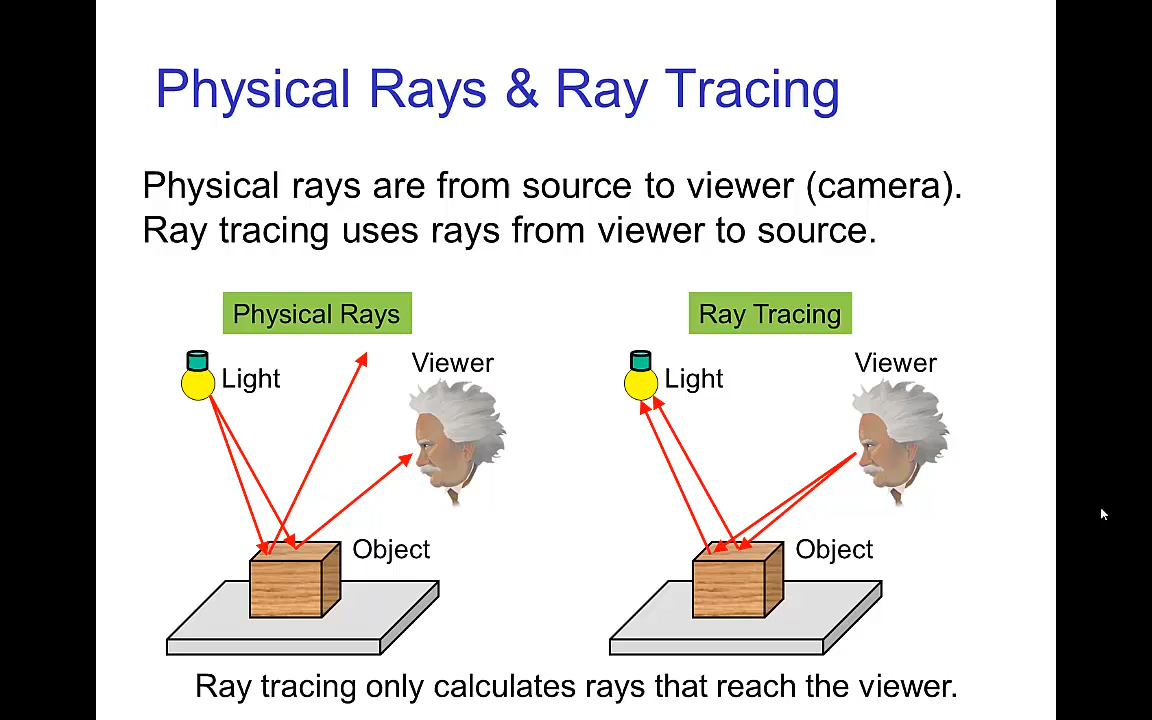 Physical Rays & Ray Tracing
Physical rays are from source to viewer (camera).
Ray tracing uses rays from viewer to source.
Physical Rays
Light
Viewer
Object
Ray Tracing
Light
Viewer
Object
Ray tracing only calculates rays that reach the viewer.